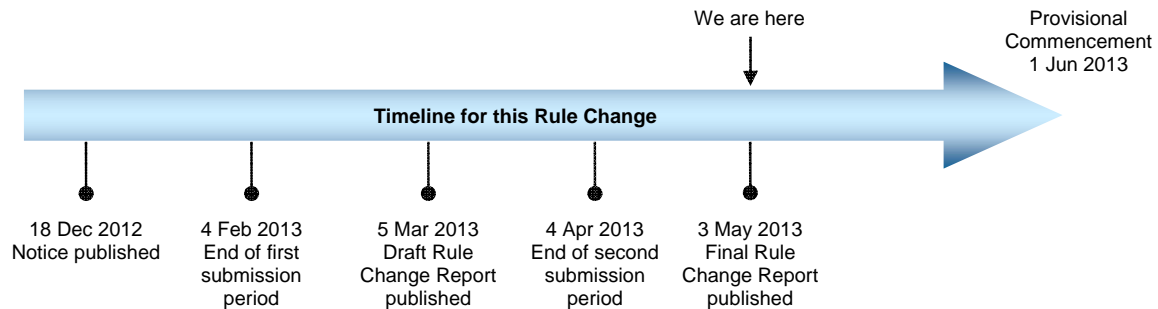 We are here
Provisional
Commencement
1 Jun 2013
Timeline for this Rule Change
18 Dec 2012
Notice published
4 Feb 2013
End of first
submission
period
5 Mar 2013
Draft Rule
Change Report
published
4 Apr 2013
End of second
submission
period
3 May 2013
Final Rule
Change Report
published